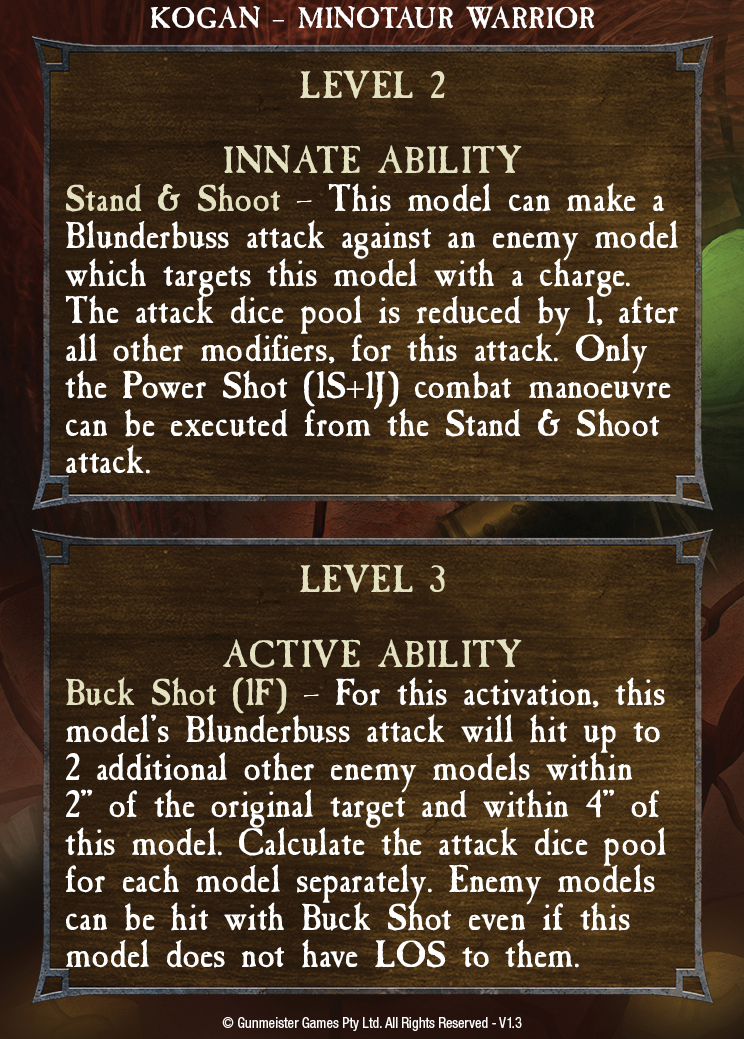 KOGAN – MINOTAUR WARRIOR
LEVEL 2
INNATE ABILITY
Stand & Shoot – This model can make a
Blunderbuss attack against an enemy model
which targets this model with a charge.
The attack dice pool is reduced by 1, after
all other modifiers, for this attack. Only
the Power Shot (1S+1J) combat manoeuvre
can be executed from the Stand & Shoot
attack.
LEVEL 3
ACTIVE ABILITY
Buck Shot (1F) – For this activation, this
model's Blunderbuss attack will hit up to
2 additional other enemy models within
2" of the original target and within 4" of
this model. Calculate the attack dice pool
for each model separately. Enemy models
can be hit with Buck Shot even if this
model does not have LOS to them.
© Gunmeister Games Pty Ltd. All Rights Reserved - V1.3